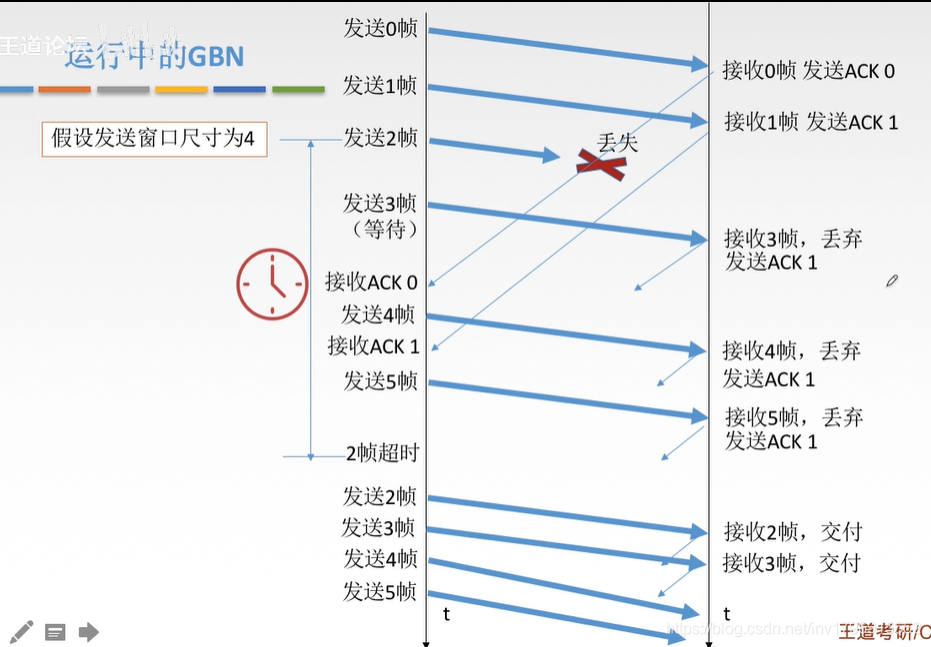 王道论坛
运行中的GBN
假设发送窗口尺寸为4
发送0帧
接收0帧 发送ACK 0
发送1帧
接收1帧 发送ACK 1
发送2帧
丢失
发送3帧
（等待）
接收3帧，丢弃
发送ACK 1
接收ACK 0
发送4帧
接收ACK 1
接收4帧，丢弃
发送ACK 1
发送5帧
接收5帧，丢弃
发送ACK 1
2帧超时
发送2帧
接收2帧，交付
发送3帧
接收3帧，交付
发送4帧
发送5帧
t
t
https://blog.csdn.net/inv1
王道考研/C